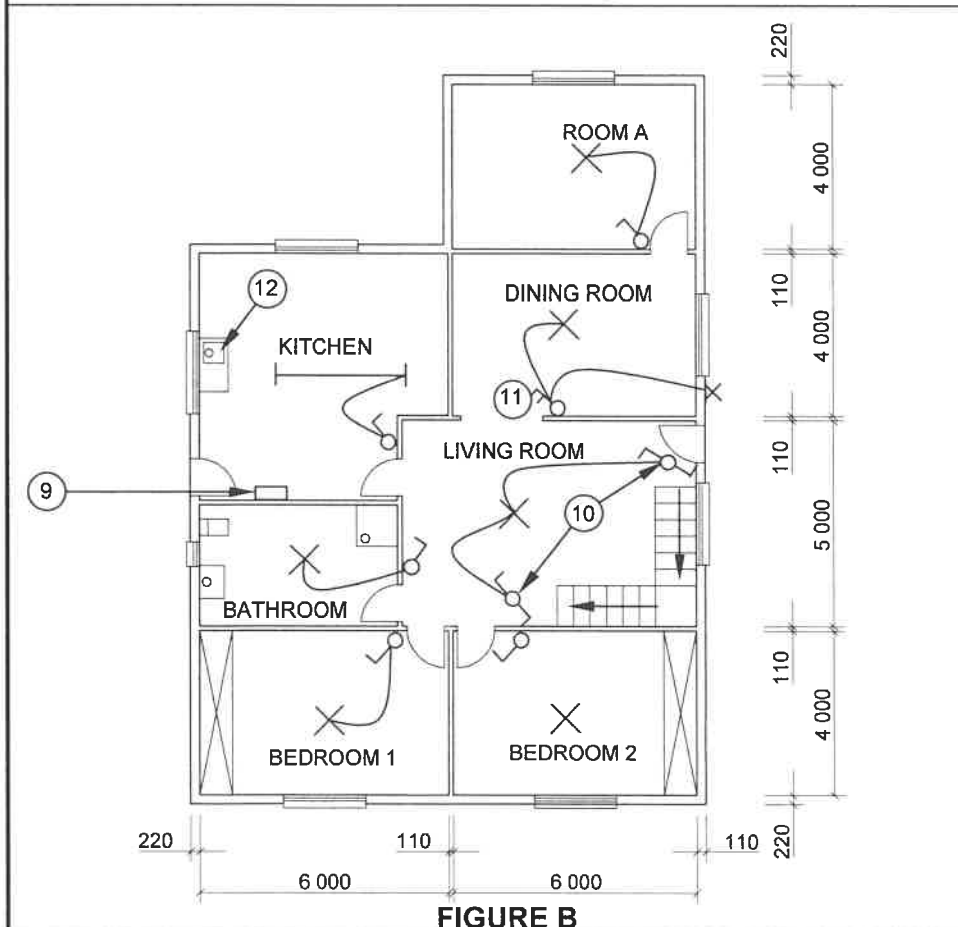 220
ROOM A
4 000
12
110
DINING ROOM
KITCHEN
4 000
11
110
LIVING ROOM
9
10
5 000
BATHROOM
110
4 000
BEDROOM 1
BEDROOM 2
220
110
110
220
6 000
6 000
FIGURE B